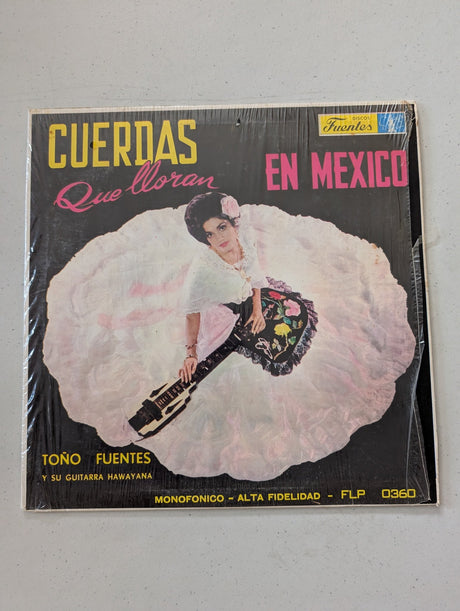 CUERDAS
Que lloran
EN MEXICO
DISCOS
Fuentes
TOÑO FUENTES
Y SU GUITARRA HAWAYANA
MONOFONICO - ALTA FIDELIDAD - FLP 0360